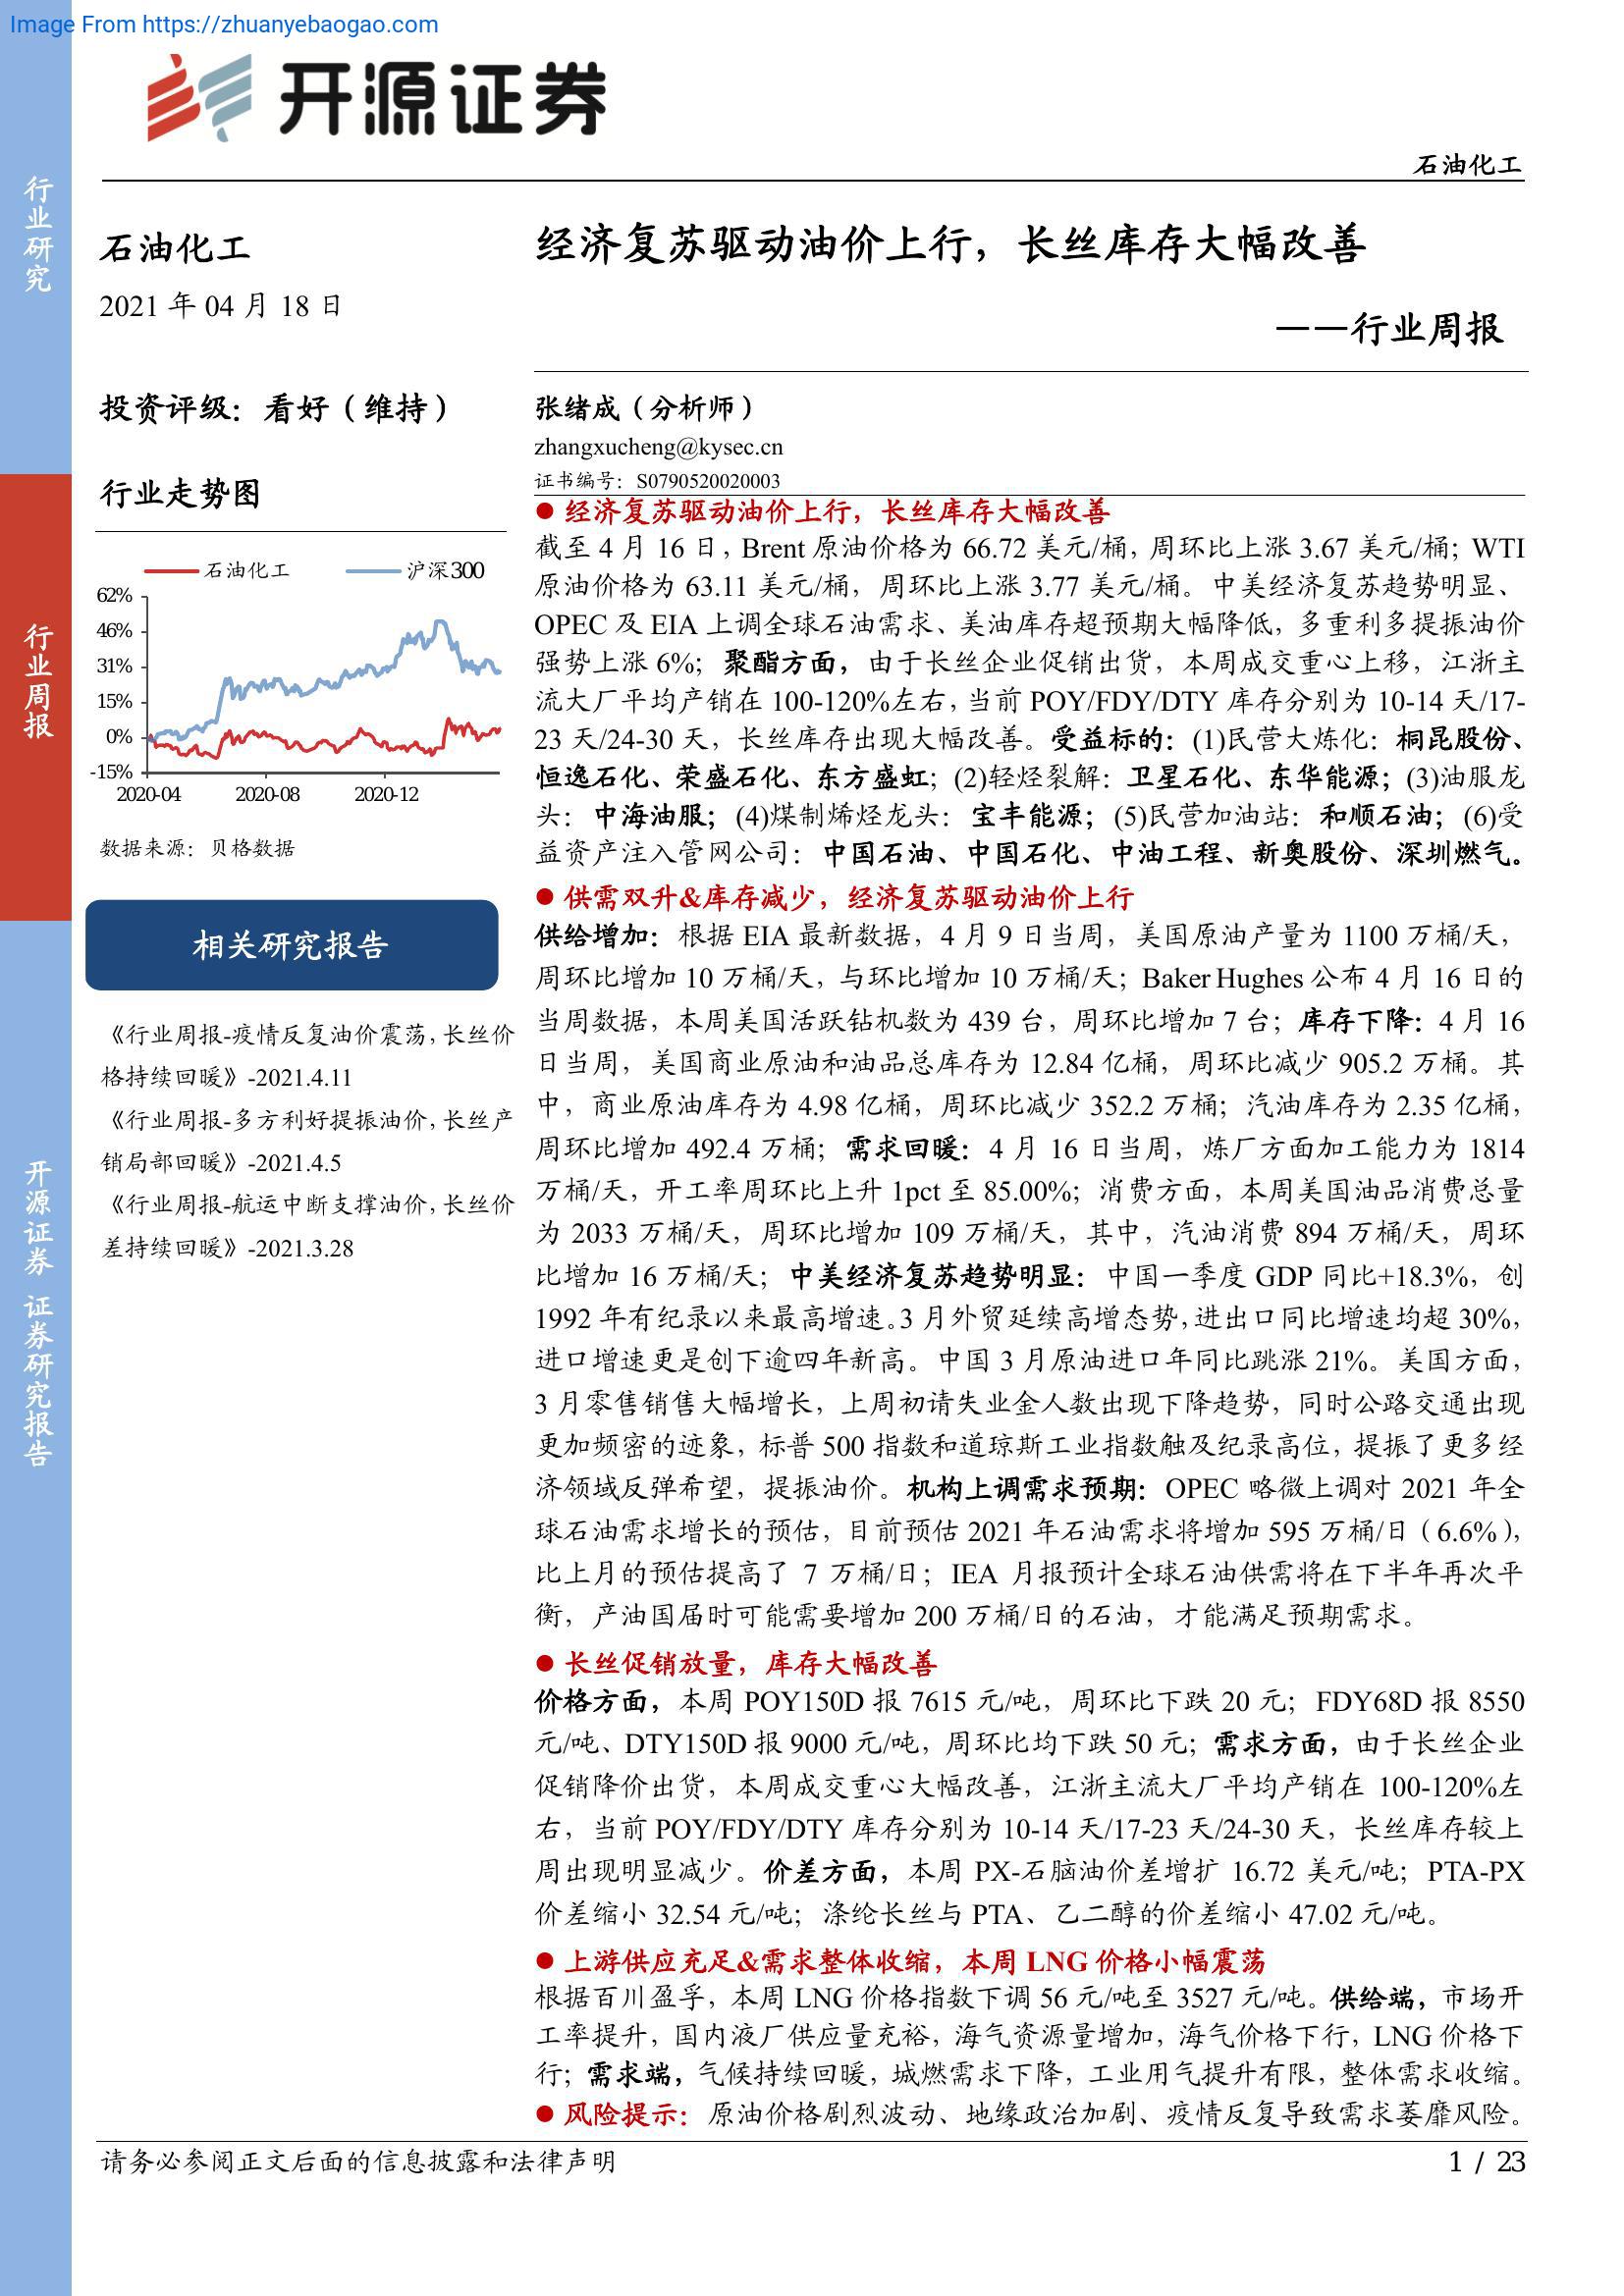 Image From https://zhuanyebaogao.com
开源证券
石油化工
行业研究
行业周报
开源证券 证券研究报告
石油化工
2021 年 04 月 18 日
投资评级：看好（维持）
行业走势图
石油化工 沪深300
62%
46%
31%
15%
0%
-15%
2020-04 2020-08 2020-12
数据来源：贝格数据
相关研究报告
《行业周报-疫情反复油价震荡，长丝价
格持续回暖》-2021.4.11
《行业周报-多方利好提振油价，长丝产
销局部回暖》-2021.4.5
《行业周报-航运中断支撑油价，长丝价
差持续回暖》-2021.3.28
经济复苏驱动油价上行，长丝库存大幅改善
——行业周报
张绪成（分析师）
zhangxucheng@kysec.cn
证书编号：S0790520020003
● 经济复苏驱动油价上行，长丝库存大幅改善
截至 4 月 16 日，Brent 原油价格为 66.72 美元/桶，周环比上涨 3.67 美元/桶；WTI
原油价格为 63.11 美元/桶，周环比上涨 3.77 美元/桶。中美经济复苏趋势明显、
OPEC 及 EIA 上调全球石油需求、美油库存超预期大幅降低，多重利多提振油价
强势上涨 6%；聚酯方面，由于长丝企业促销出货，本周成交重心上移，江浙主
流大厂平均产销在 100-120%左右，当前 POY/FDY/DTY 库存分别为 10-14 天/17-
23 天/24-30 天，长丝库存出现大幅改善。受益标的：(1)民营大炼化：桐昆股份、
恒逸石化、荣盛石化、东方盛虹；(2)轻烃裂解：卫星石化、东华能源；(3)油服龙
头：中海油服；(4)煤制烯烃龙头：宝丰能源；(5)民营加油站：和顺石油；(6)受
益资产注入管网公司：中国石油、中国石化、中油工程、新奥股份、深圳燃气。
● 供需双升&库存减少，经济复苏驱动油价上行
供给增加：根据 EIA 最新数据，4 月 9 日当周，美国原油产量为 1100 万桶/天，
周环比增加 10 万桶/天，与环比增加 10 万桶/天；Baker Hughes 公布 4 月 16 日的
当周数据，本周美国活跃钻机数为 439 台，周环比增加 7 台；库存下降：4 月 16
日当周，美国商业原油和油品总库存为 12.84 亿桶，周环比减少 905.2 万桶。其
中，商业原油库存为 4.98 亿桶，周环比减少 352.2 万桶；汽油库存为 2.35 亿桶，
周环比增加 492.4 万桶；需求回暖：4 月 16 日当周，炼厂方面加工能力为 1814
万桶/天，开工率周环比上升 1pct 至 85.00%；消费方面，本周美国油品消费总量
为 2033 万桶/天，周环比增加 109 万桶/天，其中，汽油消费 894 万桶/天，周环
比增加 16 万桶/天；中美经济复苏趋势明显：中国一季度 GDP 同比+18.3%，创
1992 年有纪录以来最高增速。3 月外贸延续高增态势，进出口同比增速均超 30%，
进口增速更是创下逾四年新高。中国 3 月原油进口年同比跳涨 21%。美国方面，
3 月零售销售大幅增长，上周初请失业金人数出现下降趋势，同时公路交通出现
更加频密的迹象，标普 500 指数和道琼斯工业指数触及纪录高位，提振了更多经
济领域反弹希望，提振油价。机构上调需求预期：OPEC 略微上调对 2021 年全
球石油需求增长的预估，目前预估 2021 年石油需求将增加 595 万桶/日（6.6%），
比上月的预估提高了 7 万桶/日；IEA 月报预计全球石油供需将在下半年再次平
衡，产油国届时可能需要增加 200 万桶/日的石油，才能满足预期需求。
● 长丝促销放量，库存大幅改善
价格方面，本周 POY150D 报 7615 元/吨，周环比下跌 20 元；FDY68D 报 8550
元/吨、DTY150D 报 9000 元/吨，周环比均下跌 50 元；需求方面，由于长丝企业
促销降价出货，本周成交重心大幅改善，江浙主流大厂平均产销在 100-120%左
右，当前 POY/FDY/DTY 库存分别为 10-14 天/17-23 天/24-30 天，长丝库存较上
周出现明显减少。价差方面，本周 PX-石脑油价差增扩 16.72 美元/吨；PTA-PX
价差缩小 32.54 元/吨；涤纶长丝与 PTA、乙二醇的价差缩小 47.02 元/吨。
● 上游供应充足&需求整体收缩，本周 LNG 价格小幅震荡
根据百川盈孚，本周 LNG 价格指数下调 56 元/吨至 3527 元/吨。供给端，市场开
工率提升，国内液厂供应量充裕，海气资源量增加，海气价格下行，LNG 价格下
行；需求端，气候持续回暖，城燃需求下降，工业用气提升有限，整体需求收缩。
● 风险提示：原油价格剧烈波动、地缘政治加剧、疫情反复导致需求萎靡风险。
请务必参阅正文后面的信息披露和法律声明
1 / 23